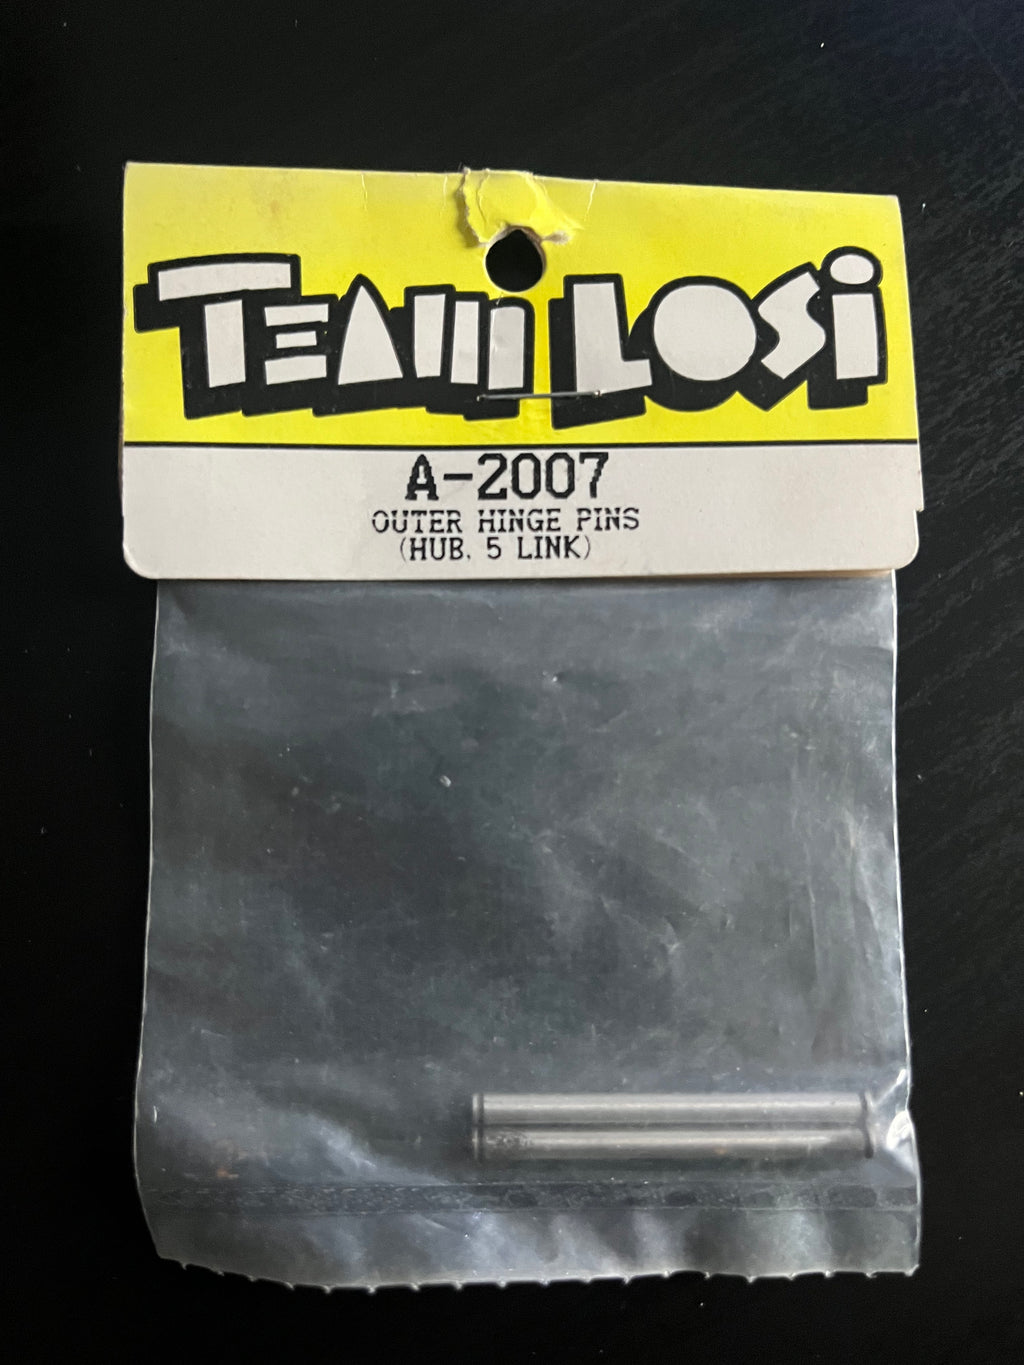 TEAM LOSI
A-2007
OUTER HINGE PINS
(HUB, 5 LINK)